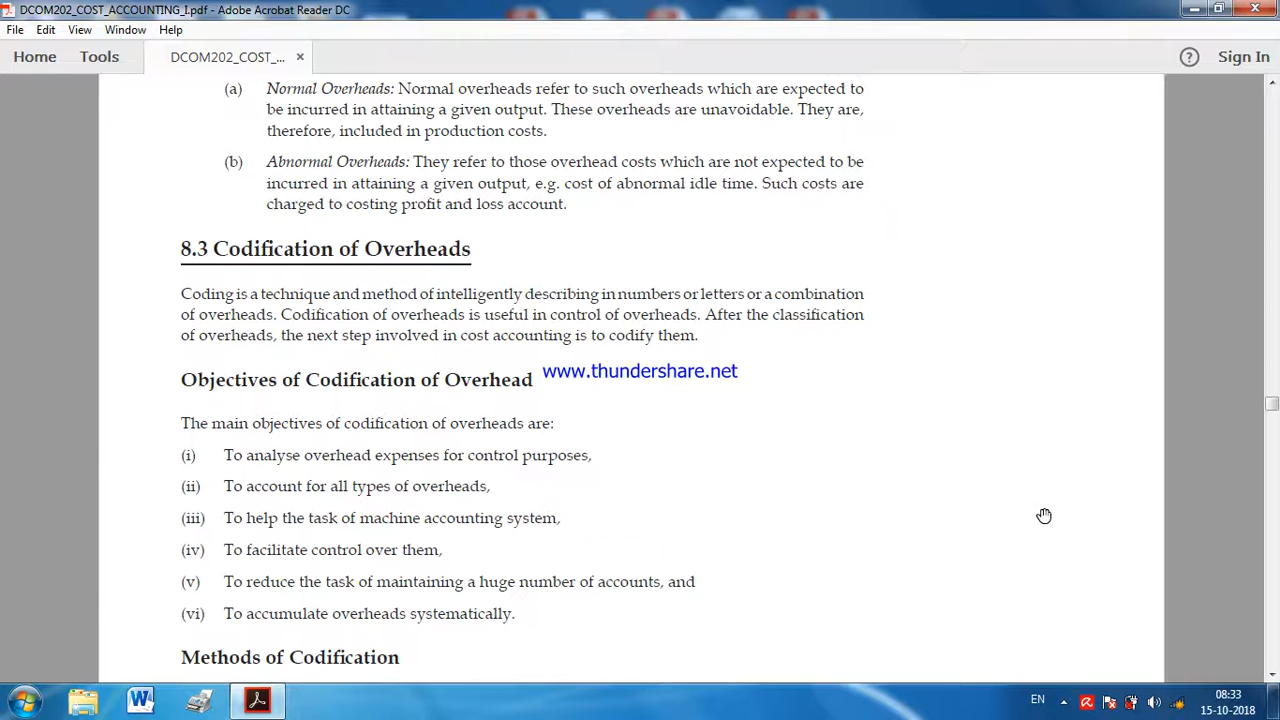 DCOM202_COST_ACCOUNTING_I.pdf - Adobe Acrobat Reader DC
File Edit View Window Help
Home Tools DCOM202_COST_... × ? Sign In
(a) Normal Overheads: Normal overheads refer to such overheads which are expected to
be incurred in attaining a given output. These overheads are unavoidable. They are,
therefore, included in production costs.
(b) Abnormal Overheads: They refer to those overhead costs which are not expected to be
incurred in attaining a given output, e.g. cost of abnormal idle time. Such costs are
charged to costing profit and loss account.
8.3 Codification of Overheads
Coding is a technique and method of intelligently describing in numbers or letters or a combination
of overheads. Codification of overheads is useful in control of overheads. After the classification
of overheads, the next step involved in cost accounting is to codify them.
www.thundershare.net
Objectives of Codification of Overhead
The main objectives of codification of overheads are:
(i) To analyse overhead expenses for control purposes,
(ii) To account for all types of overheads,
(iii) To help the task of machine accounting system,
(iv) To facilitate control over them,
(v) To reduce the task of maintaining a huge number of accounts, and
(vi) To accumulate overheads systematically.
Methods of Codification
EN 08:33
15-10-2018